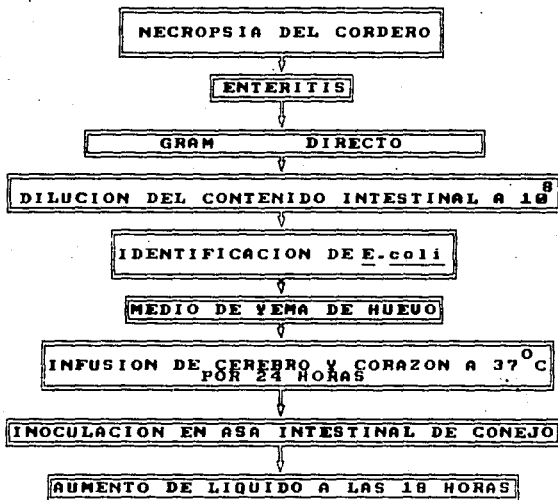 NECROPSIA DEL CORDERO
ENTERITIS
GRAM DIRECTO
DILUCION DEL CONTENIDO INTESTINAL A 10⁸
IDENTIFICACION DE E.coli
MEDIO DE YEMA DE HUEVO
INFUSION DE CEREBRO Y CORAZON A 37°C
POR 24 HORAS
INOCULACION EN ASA INTESTINAL DE CONEJO
AUMENTO DE LIQUIDO A LAS 18 HORAS